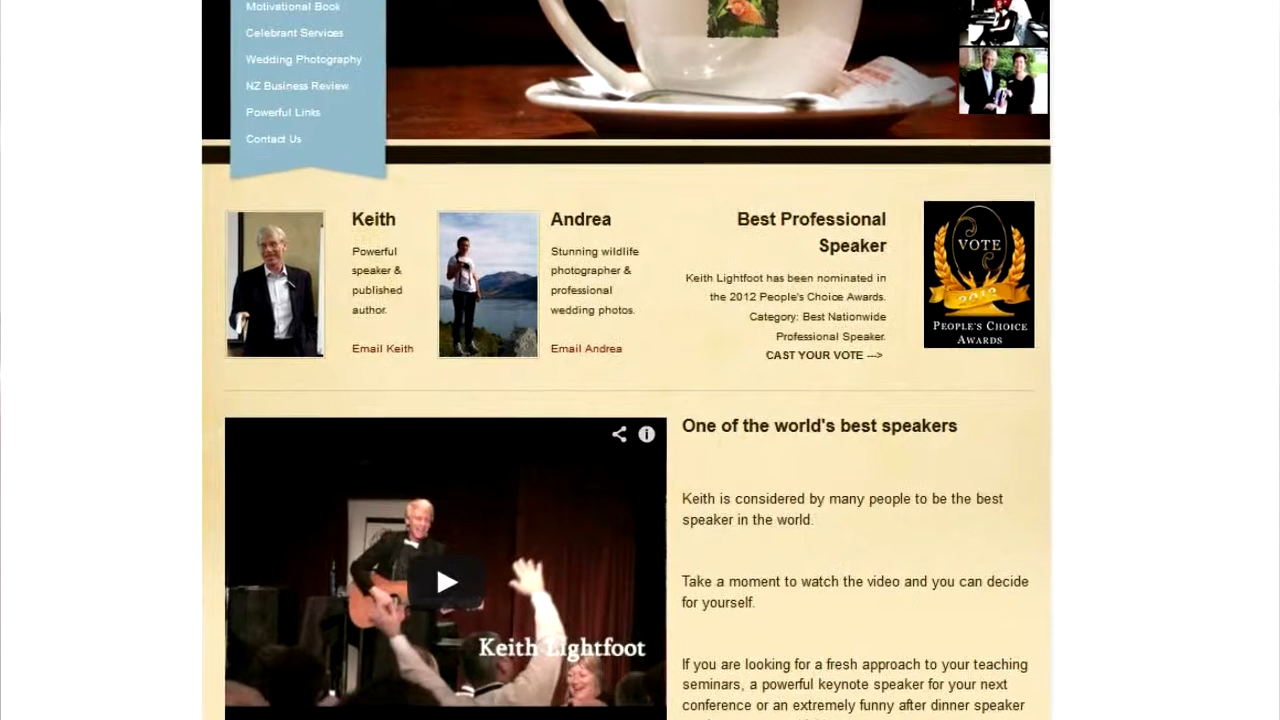 Motivational Book
Celebrant Services
Wedding Photography
NZ Business Review
Powerful Links
Contact Us
Keith
Powerful
speaker &
published
author.
Email Keith
Andrea
Stunning wildlife
photographer &
professional
wedding photos.
Email Andrea
Best Professional
Speaker
Keith Lightfoot has been nominated in
the 2012 People's Choice Awards.
Category: Best Nationwide
Professional Speaker.
CAST YOUR VOTE --->
VOTE
2012
PEOPLE'S CHOICE
AWARDS
Keith Lightfoot
One of the world's best speakers
Keith is considered by many people to be the best
speaker in the world.
Take a moment to watch the video and you can decide
for yourself.
If you are looking for a fresh approach to your teaching
seminars, a powerful keynote speaker for your next
conference or an extremely funny after dinner speaker